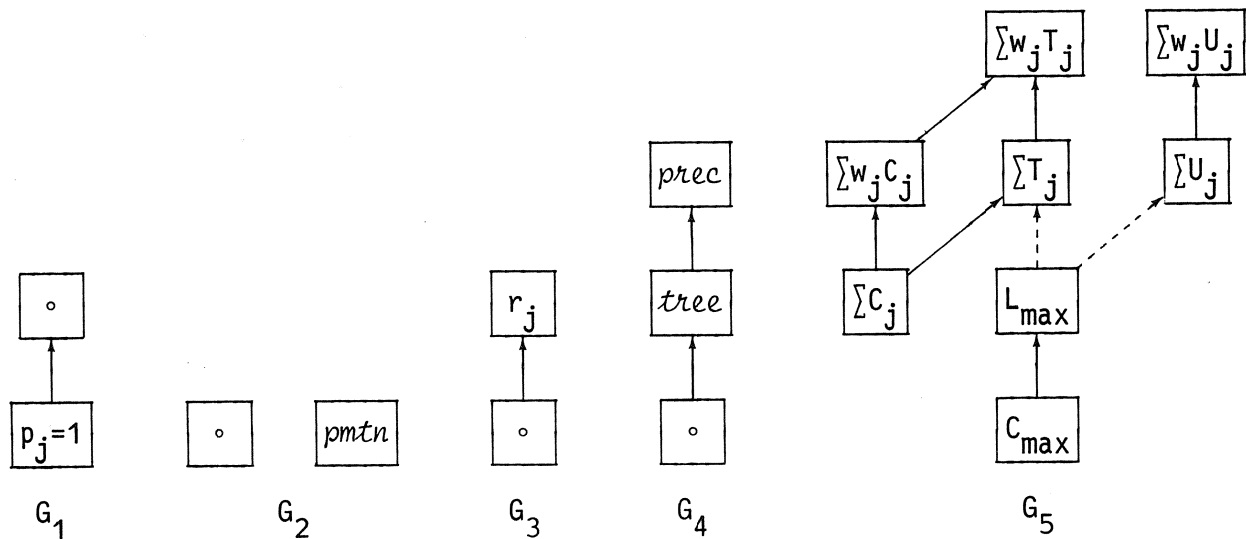 ∑w_jT_j ∑w_jU_j
prec ∑w_jC_j ∑T_j ∑U_j
∘ r_j tree ∑C_j L_max
p_j=1 ∘ pmtn ∘ ∘ C_max
G_1 G_2 G_3 G_4 G_5